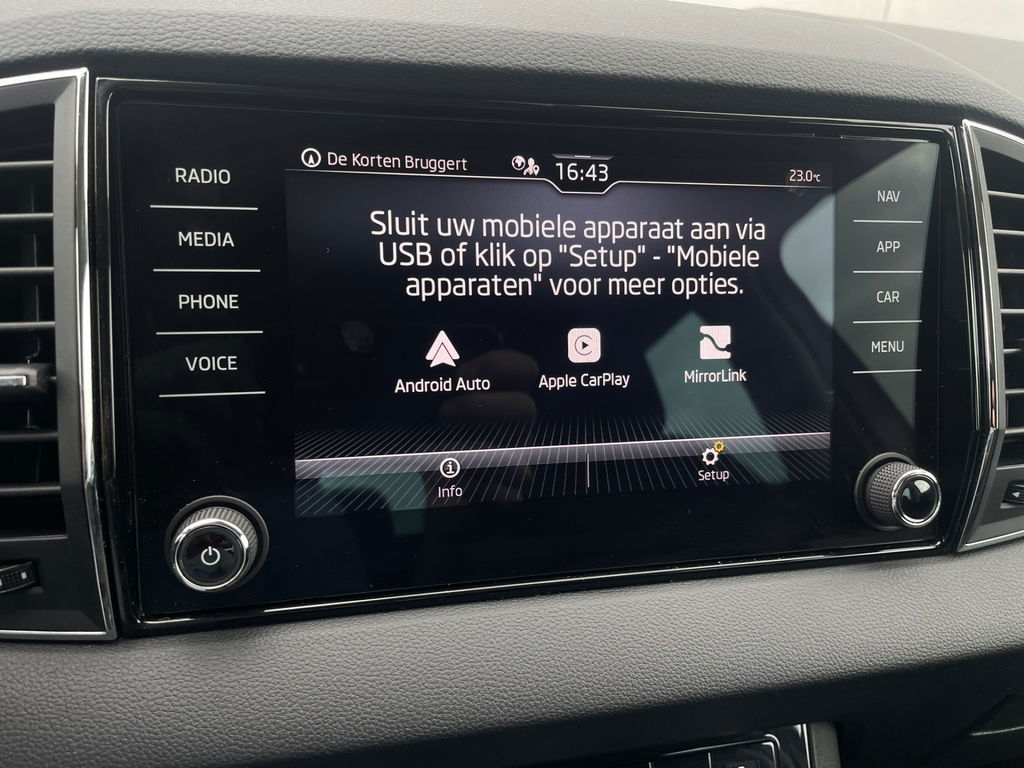 De Korten Bruggert
16:43
23.0°C
RADIO
MEDIA
PHONE
VOICE
Sluit uw mobiele apparaat aan via
USB of klik op "Setup" - "Mobiele
apparaten" voor meer opties.
Android Auto
Apple CarPlay
MirrorLink
Info
Setup
NAV
APP
CAR
MENU